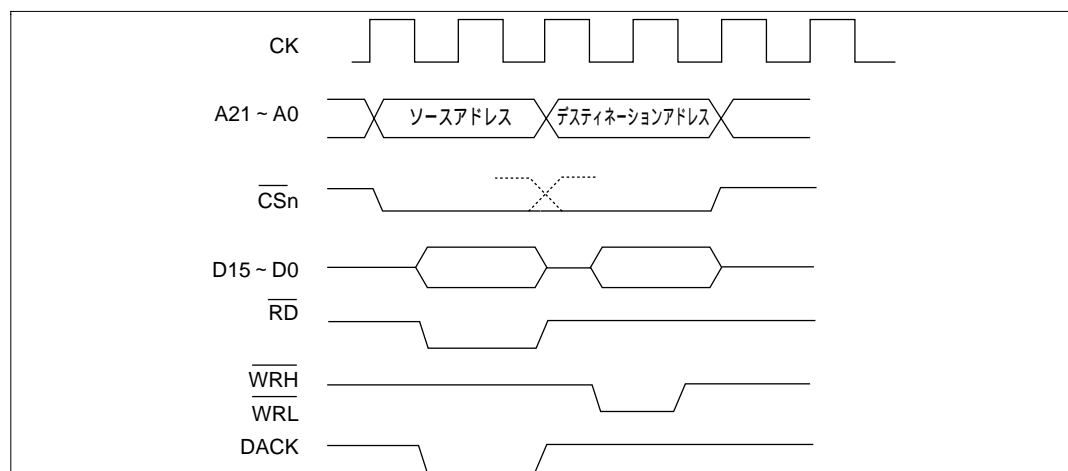 CK
A21 ~ A0
ソースアドレス
デスティネーションアドレス
CSn
D15 ~ D0
RD
WRH
WRL
DACK